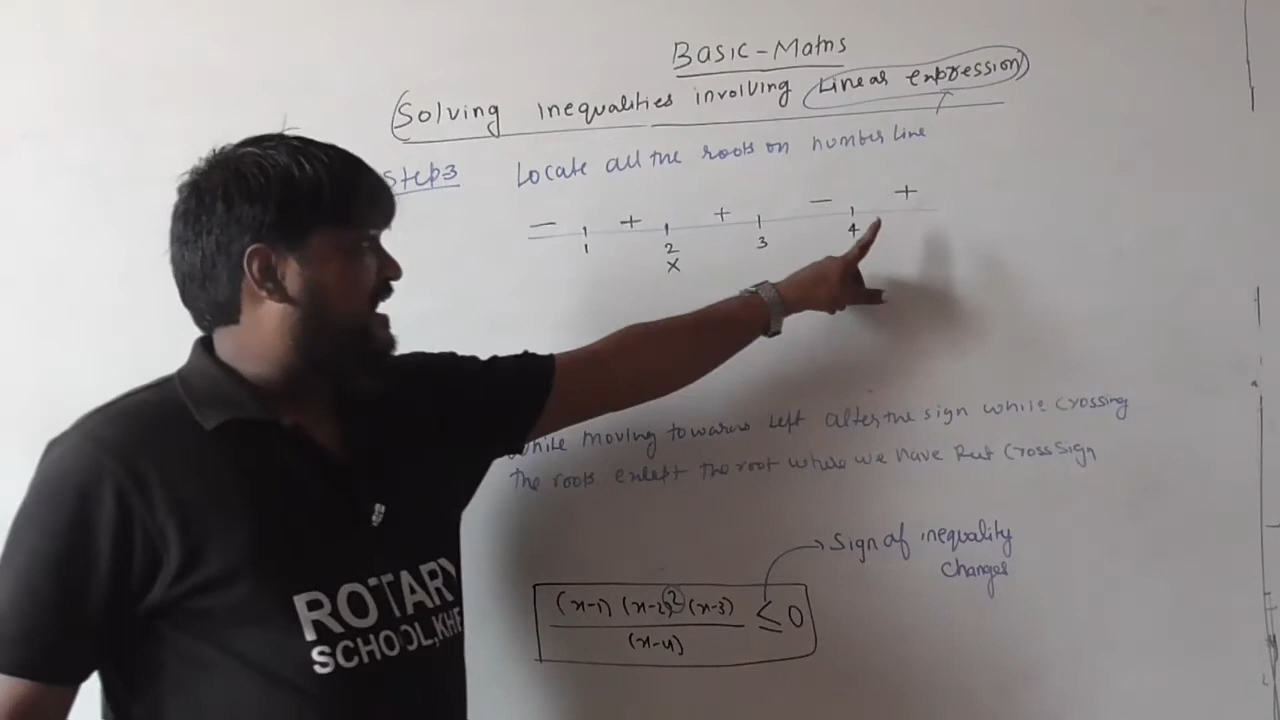 Basic-Maths
Solving inequalities involving Linear expression
Step3 Locate all the roots on number line
− + + − +
1 2 3 4
X
While moving towards left alter the sign while crossing
the roots except the root where we have Put Cross Sign
Sign of inequality
changes
(x-1) (x-2)² (x-3)
≤ 0
(x-4)
ROTARY
SCHOOL, KHE